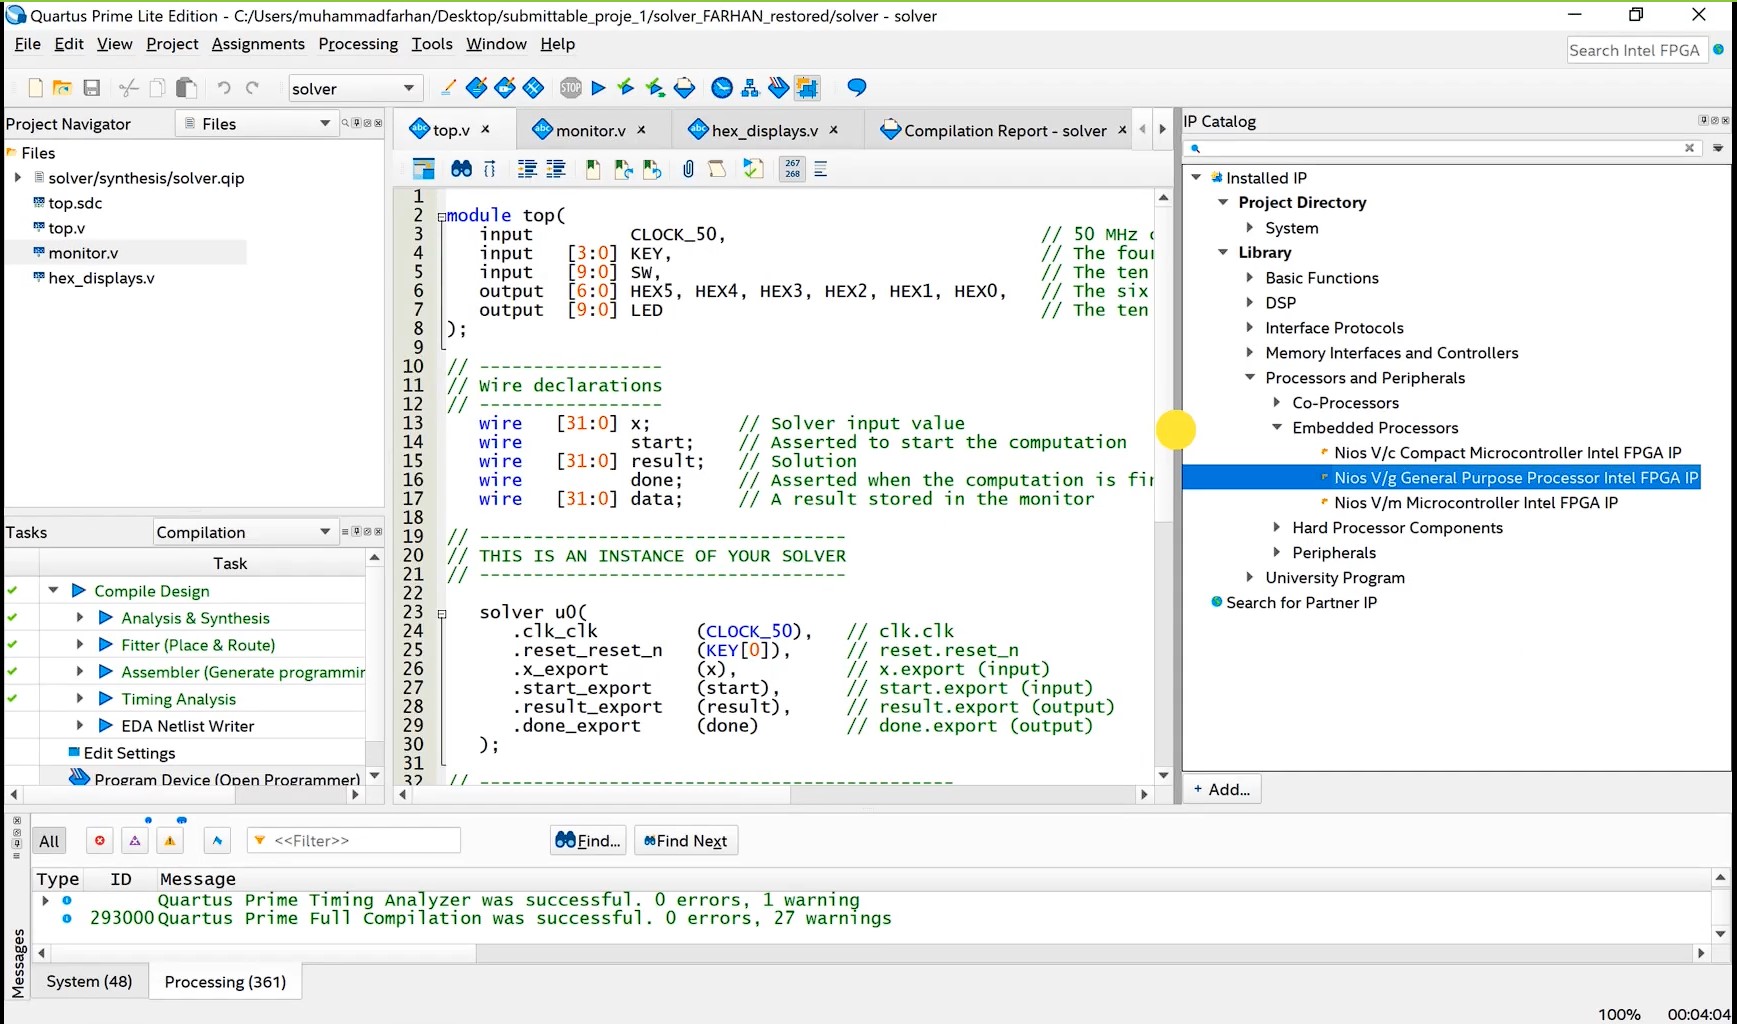 Quartus Prime Lite Edition - C:/Users/muhammadfarhan/Desktop/submittable_proje_1/solver_FARHAN_restored/solver - solver
File Edit View Project Assignments Processing Tools Window Help
Search Intel FPGA
solver
STOP
Project Navigator
Files
Files
solver/synthesis/solver.qip
top.sdc
top.v
monitor.v
hex_displays.v
Tasks
Compilation
Task
Compile Design
Analysis & Synthesis
Fitter (Place & Route)
Assembler (Generate programmin
Timing Analysis
EDA Netlist Writer
Edit Settings
Program Device (Open Programmer)
top.v
monitor.v
hex_displays.v
Compilation Report - solver
267
268
1
2 module top(
3 input CLOCK_50, // 50 MHz c
4 input [3:0] KEY, // The four
5 input [9:0] SW, // The ten
6 output [6:0] HEX5, HEX4, HEX3, HEX2, HEX1, HEX0, // The six
7 output [9:0] LED // The ten
8 );
9
10 // -----------------
11 // Wire declarations
12 // -----------------
13 wire [31:0] x; // Solver input value
14 wire start; // Asserted to start the computation
15 wire [31:0] result; // Solution
16 wire done; // Asserted when the computation is fin
17 wire [31:0] data; // A result stored in the monitor
18
19 // ----------------------------------
20 // THIS IS AN INSTANCE OF YOUR SOLVER
21 // ----------------------------------
22
23 solver u0(
24 .clk_clk (CLOCK_50), // clk.clk
25 .reset_reset_n (KEY[0]), // reset.reset_n
26 .x_export (x), // x.export (input)
27 .start_export (start), // start.export (input)
28 .result_export (result), // result.export (output)
29 .done_export (done) // done.export (output)
30 );
31
32 // --------------------------------------------
IP Catalog
Installed IP
Project Directory
System
Library
Basic Functions
DSP
Interface Protocols
Memory Interfaces and Controllers
Processors and Peripherals
Co-Processors
Embedded Processors
Nios V/c Compact Microcontroller Intel FPGA IP
Nios V/g General Purpose Processor Intel FPGA IP
Nios V/m Microcontroller Intel FPGA IP
Hard Processor Components
Peripherals
University Program
Search for Partner IP
+ Add...
Messages
All
<<Filter>>
Find...
Find Next
Type ID Message
Quartus Prime Timing Analyzer was successful. 0 errors, 1 warning
293000 Quartus Prime Full Compilation was successful. 0 errors, 27 warnings
System (48)
Processing (361)
100% 00:04:04